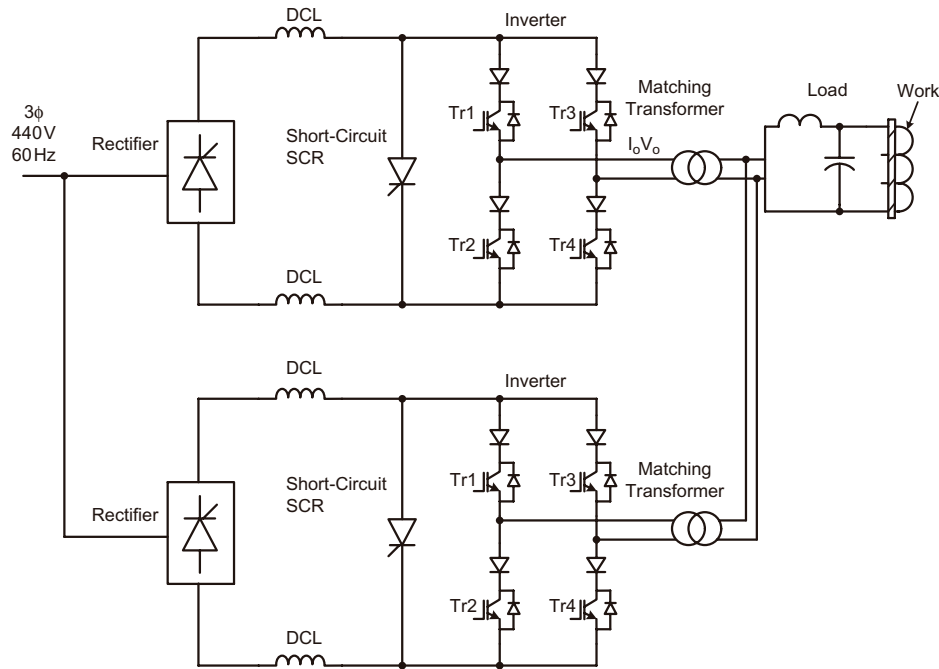 DCL
Inverter
3ϕ
440V
60Hz
Rectifier
Short-Circuit
SCR
Tr1
Tr3
Matching
Transformer
Load
Work
IₒVₒ
Tr2
Tr4
DCL
DCL
Inverter
Rectifier
Short-Circuit
SCR
Tr1
Tr3
Matching
Transformer
Tr2
Tr4
DCL